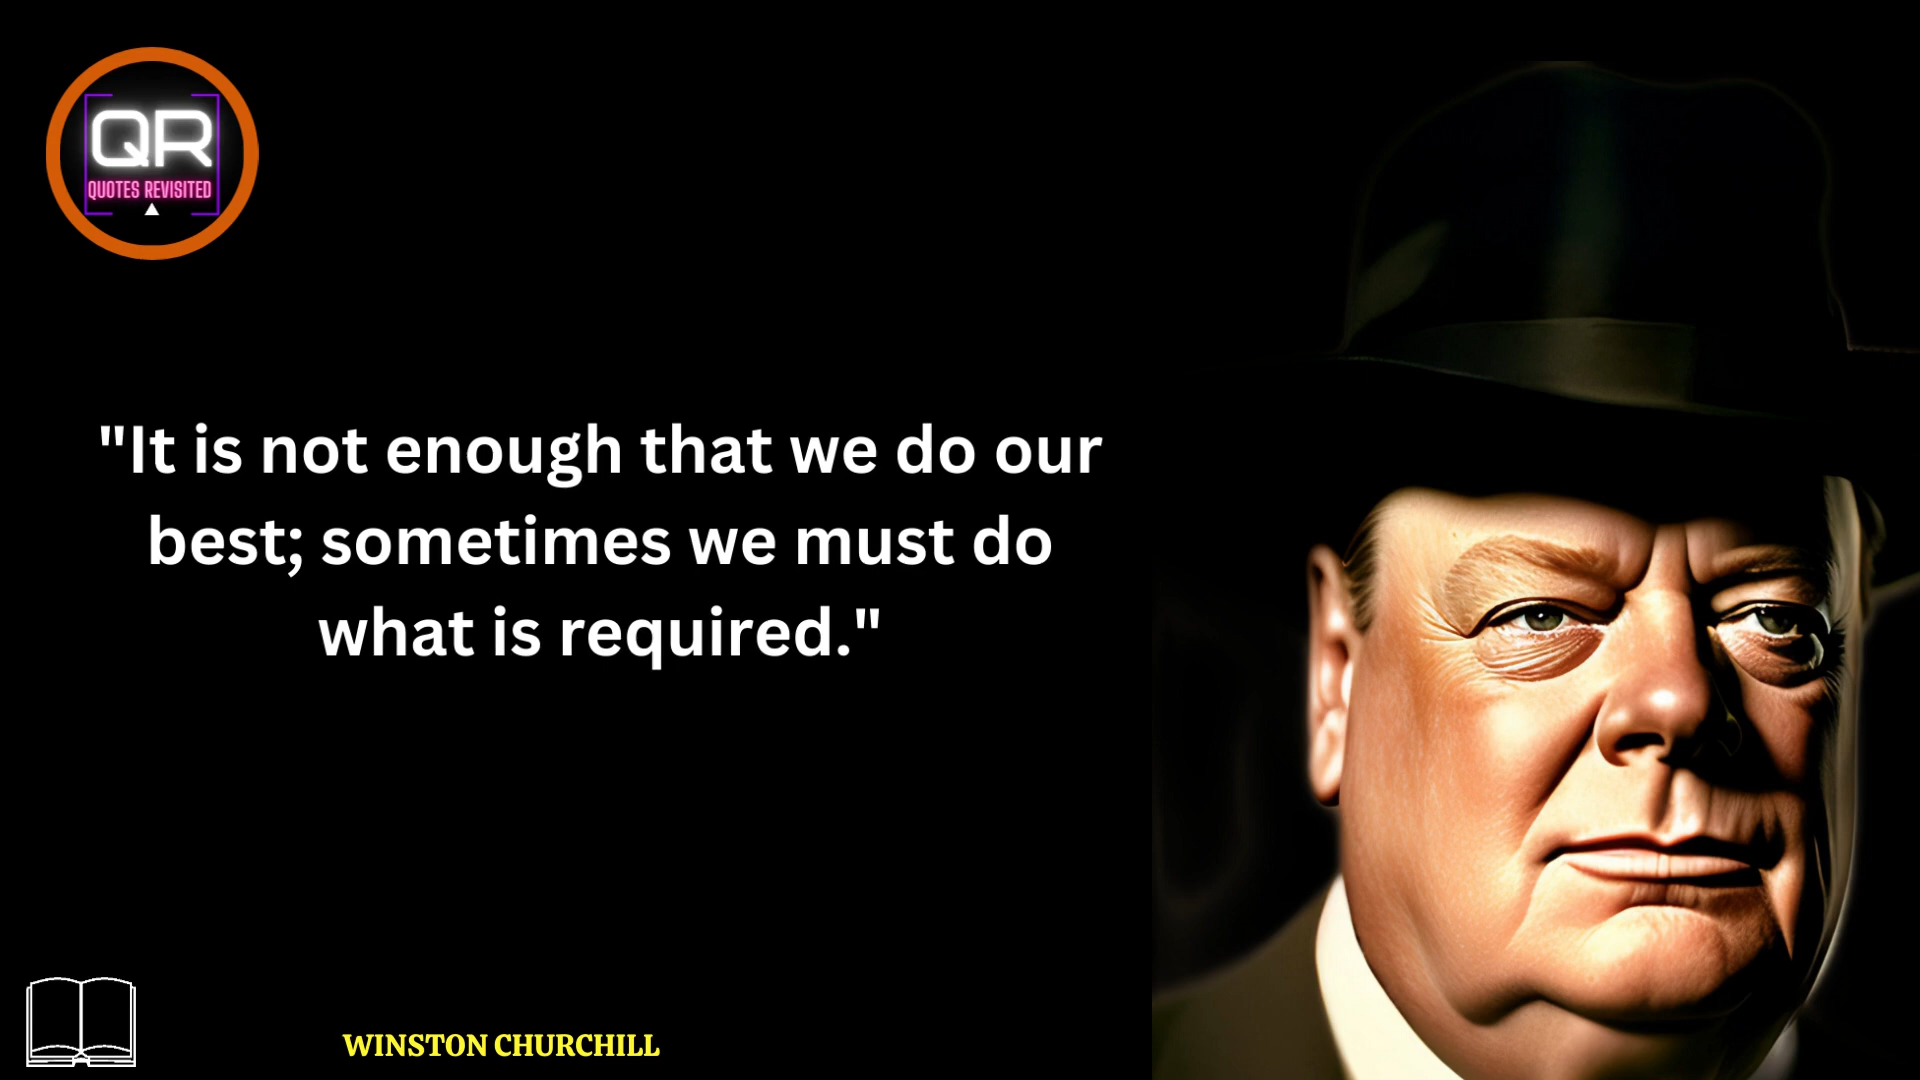 QR
QUOTES REVISITED
"It is not enough that we do our
best; sometimes we must do
what is required."
WINSTON CHURCHILL